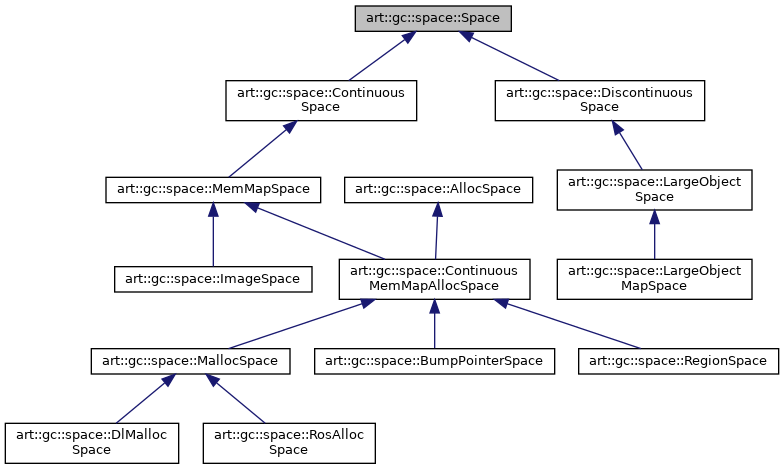 art::gc::space::Space
art::gc::space::Continuous
Space
art::gc::space::Discontinuous
Space
art::gc::space::MemMapSpace
art::gc::space::AllocSpace
art::gc::space::LargeObject
Space
art::gc::space::ImageSpace
art::gc::space::Continuous
MemMapAllocSpace
art::gc::space::LargeObject
MapSpace
art::gc::space::MallocSpace
art::gc::space::BumpPointerSpace
art::gc::space::RegionSpace
art::gc::space::DlMalloc
Space
art::gc::space::RosAlloc
Space